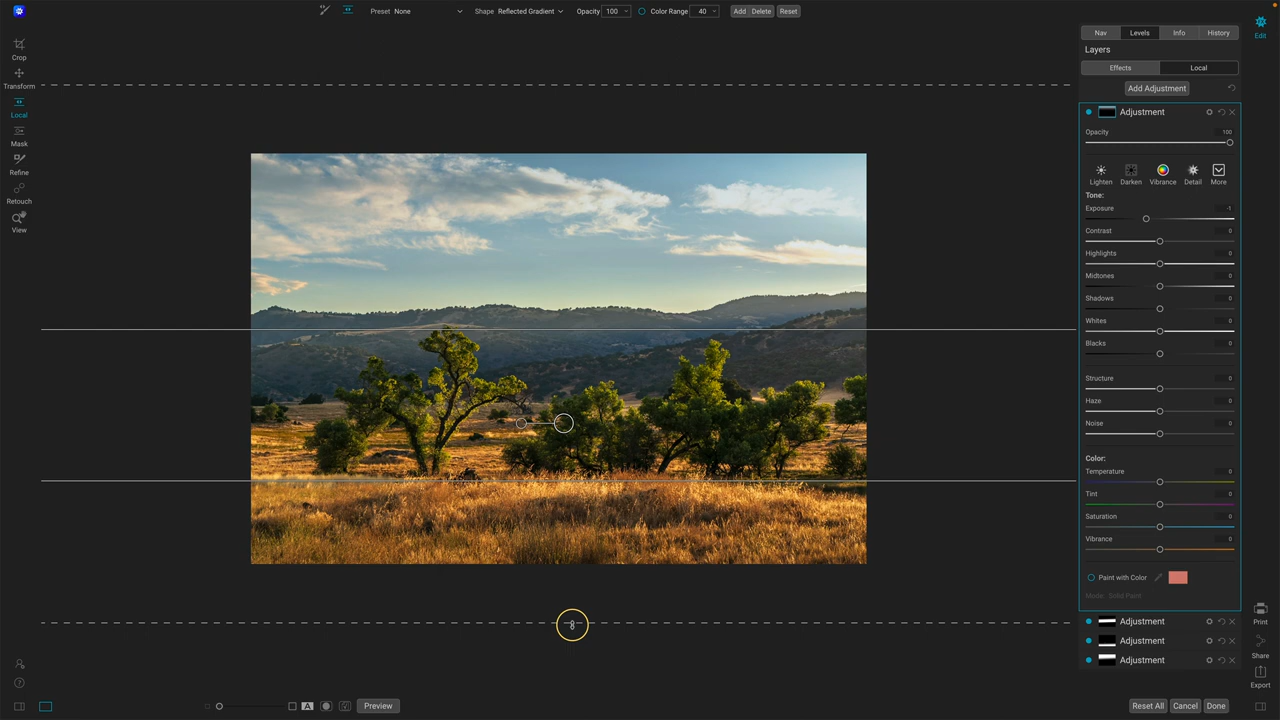 Preset None Shape Reflected Gradient Opacity 100 Color Range 40 Add Delete Reset
Edit
Nav Levels Info History
Layers
Effects Local
Add Adjustment
Crop
Transform
Local
Mask
Refine
Retouch
View
Adjustment
Opacity 100
Lighten Darken Vibrance Detail More
Tone:
Exposure -1
Contrast 0
Highlights 0
Midtones 0
Shadows 0
Whites 0
Blacks 0
Structure 0
Haze 0
Noise 0
Color:
Temperature 0
Tint 0
Saturation 0
Vibrance 0
Paint with Color
Mode Solid Paint
Adjustment
Adjustment
Adjustment
Print
Share
Export
A Preview
Reset All Cancel Done